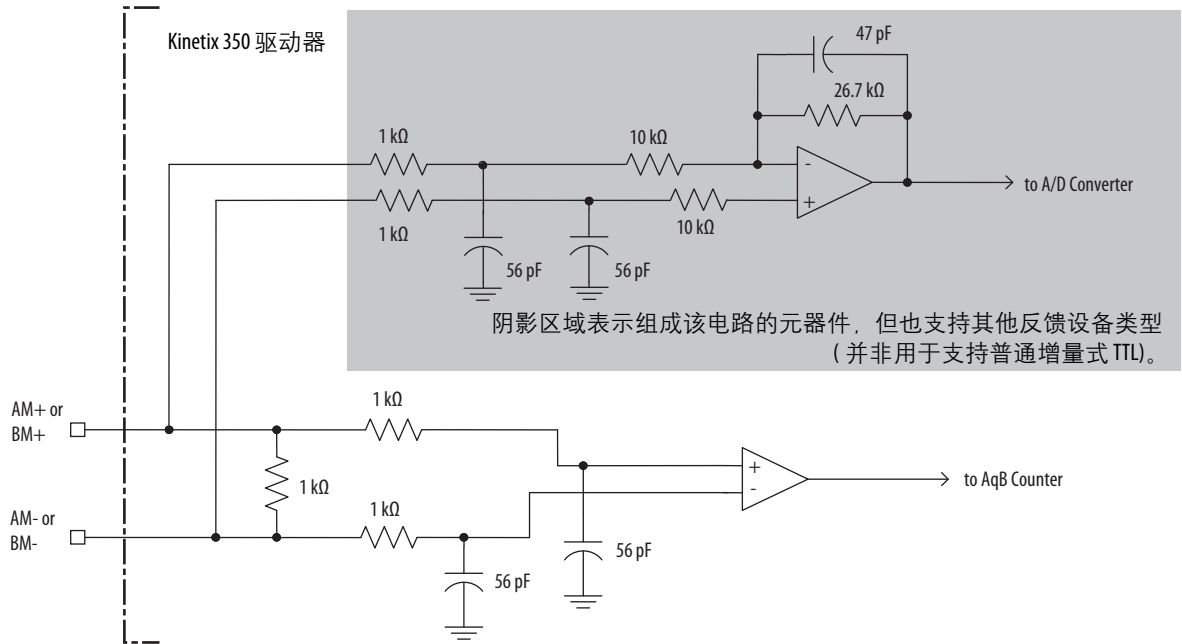 Kinetix 350 驱动器
47 pF
26.7 kΩ
1 kΩ
10 kΩ
-
+
to A/D Converter
1 kΩ
10 kΩ
56 pF
56 pF
阴影区域表示组成该电路的元器件，但也支持其他反馈设备类型
( 并非用于支持普通增量式 TTL)。
AM+ or
BM+
1 kΩ
1 kΩ
+
-
to AqB Counter
AM- or
BM-
1 kΩ
56 pF
56 pF